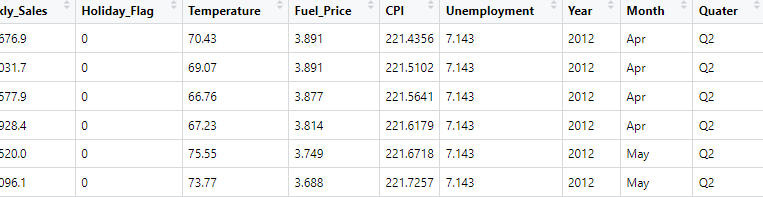 kly_Sales Holiday_Flag Temperature Fuel_Price CPI Unemployment Year Month Quater
676.9 0 70.43 3.891 221.4356 7.143 2012 Apr Q2
031.7 0 69.07 3.891 221.5102 7.143 2012 Apr Q2
577.9 0 66.76 3.877 221.5641 7.143 2012 Apr Q2
928.4 0 67.23 3.814 221.6179 7.143 2012 Apr Q2
520.0 0 75.55 3.749 221.6718 7.143 2012 May Q2
096.1 0 73.77 3.688 221.7257 7.143 2012 May Q2